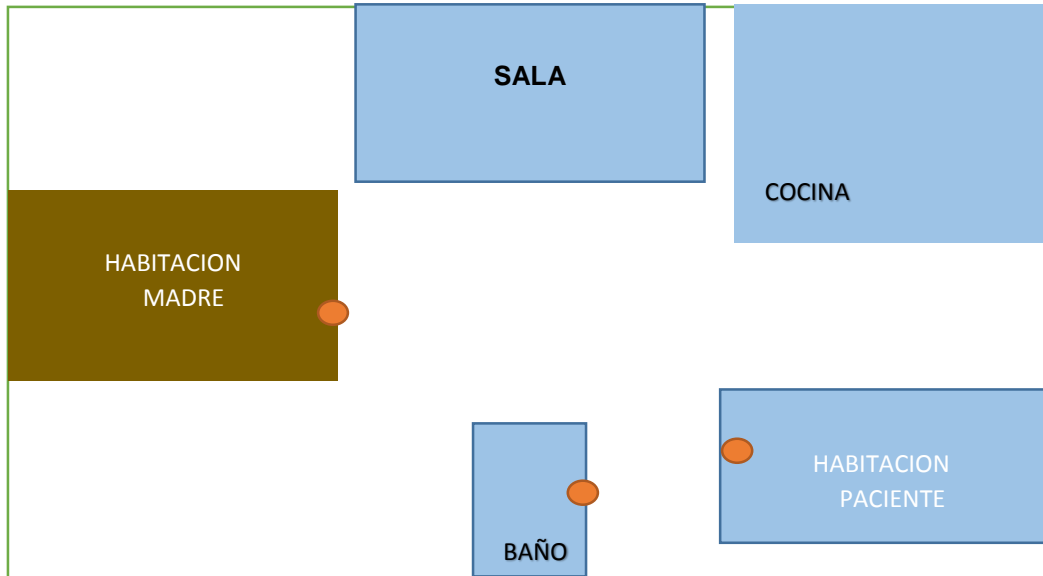 SALA
COCINA
HABITACION
MADRE
HABITACION
PACIENTE
BAÑO